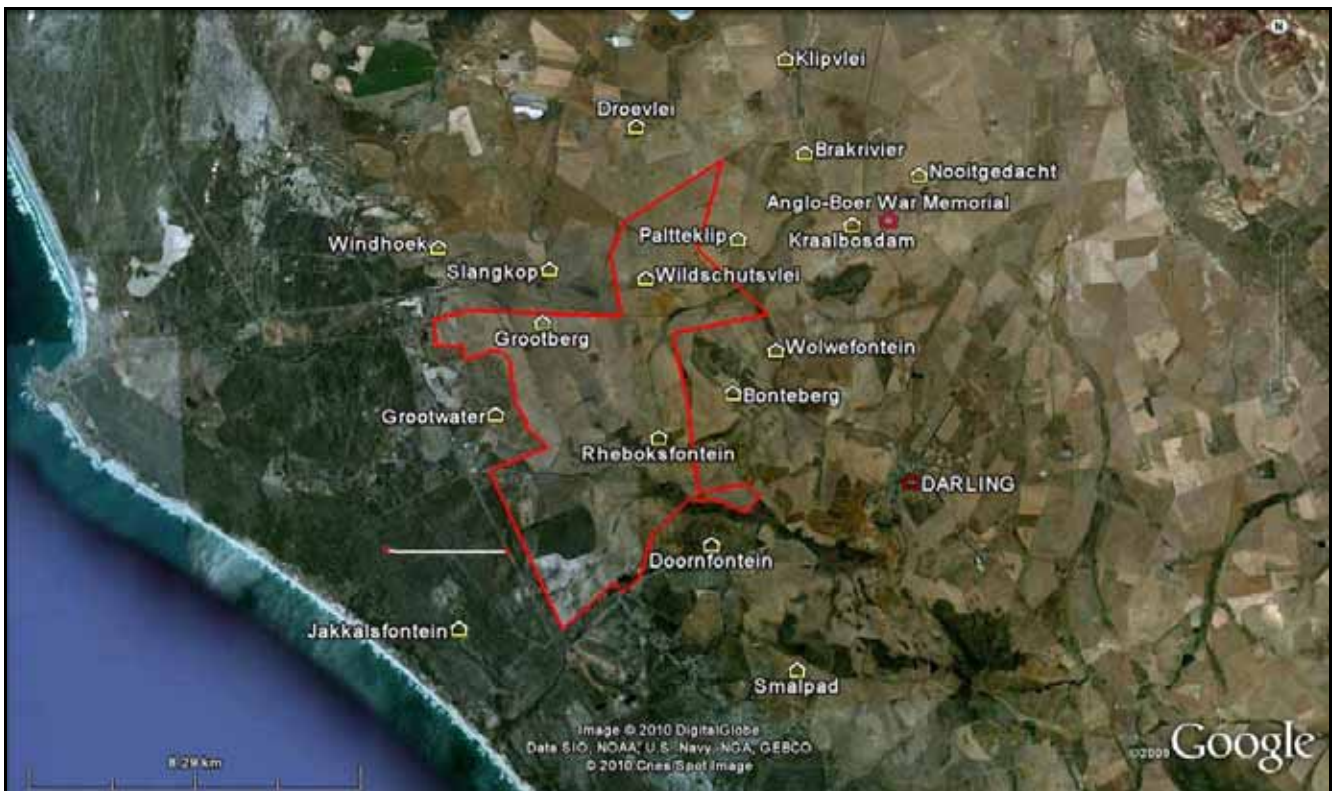 N
Klipvlei
Droevlei
Brakrivier
Nooitgedacht
Anglo-Boer War Memorial
Paltteklip
Kraalbosdam
Windhoek
Slangkop
Wildschutsvlei
Grootberg
Wolwefontein
Bonteberg
Grootwater
Rheboksfontein
DARLING
Doornfontein
Jakkalsfontein
Smalpad
Image © 2010 DigitalGlobe
Data SIO, NOAA, U.S. Navy, NGA, GEBCO
© 2010 Cnes/Spot Image
©2009 Google
8.29 km